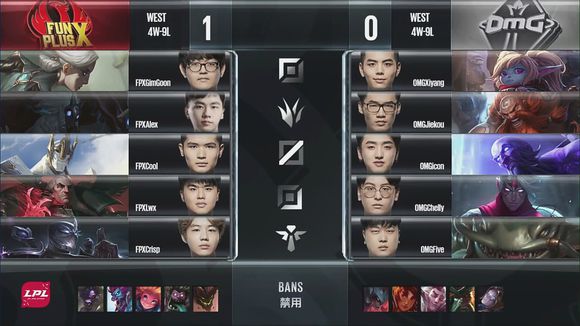 FUN
PLUS X
WEST
4W-9L
1
0
WEST
4W-9L
OMG
FPXGimGoon
OMGXiyang
FPXAlex
OMGJiekou
FPXCool
OMGicon
FPXLwx
OMGChelly
FPXCrisp
OMGFive
LPL
BANS
禁用